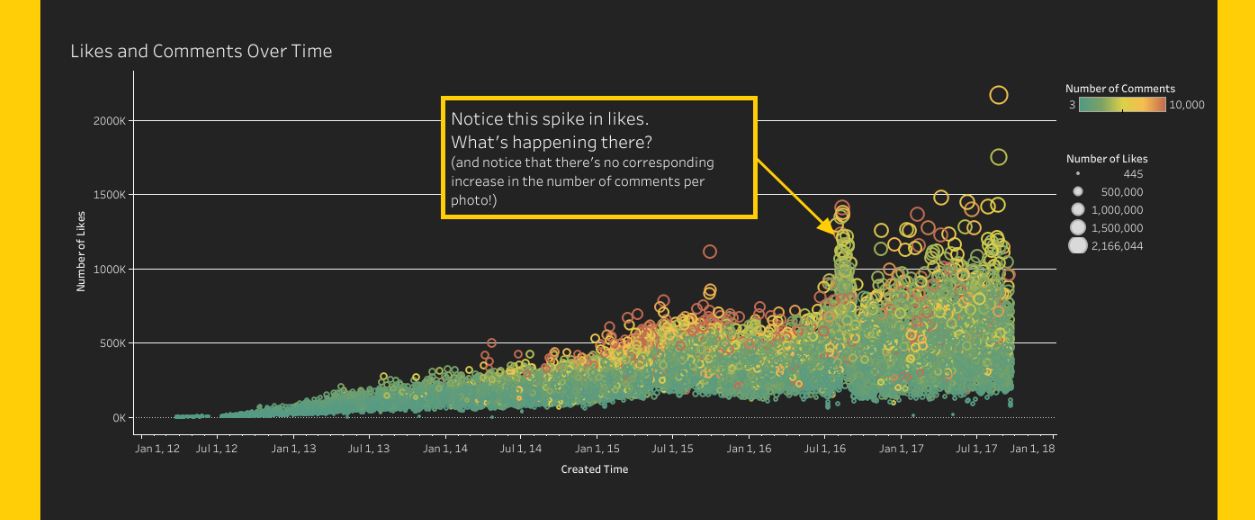 Likes and Comments Over Time
Notice this spike in likes.
What's happening there?
(and notice that there's no corresponding
increase in the number of comments per
photo!)
Number of Comments
3 10,000
Number of Likes
445
500,000
1,000,000
1,500,000
2,166,044
Number of Likes
2000K
1500K
1000K
500K
0K
Jan 1, 12 Jul 1, 12 Jan 1, 13 Jul 1, 13 Jan 1, 14 Jul 1, 14 Jan 1, 15 Jul 1, 15 Jan 1, 16 Jul 1, 16 Jan 1, 17 Jul 1, 17 Jan 1, 18
Created Time